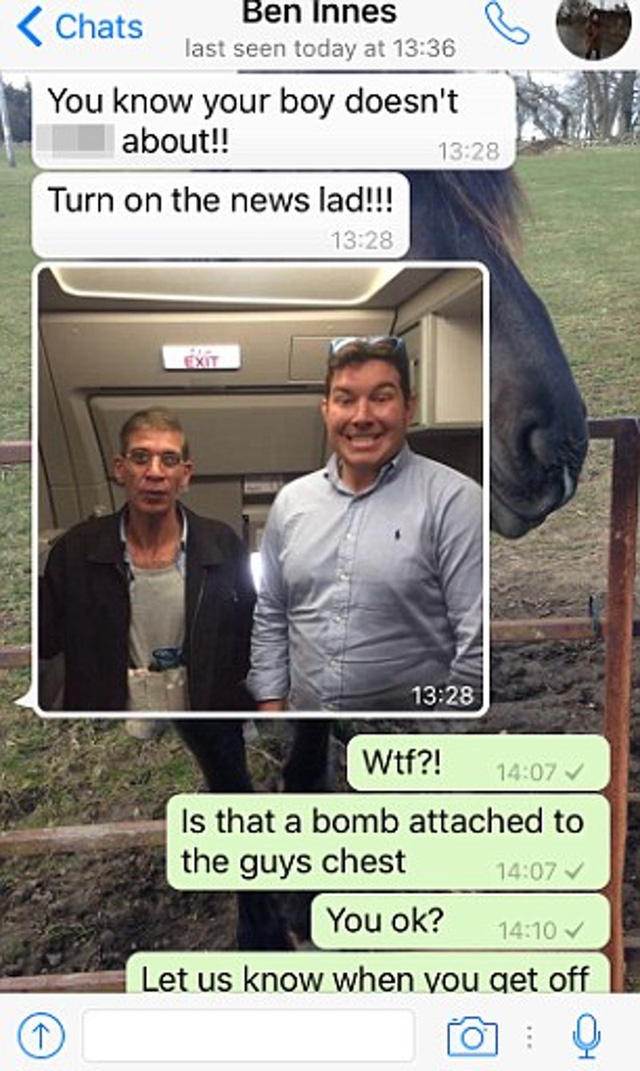 Chats
Ben Innes
last seen today at 13:36
You know your boy doesn't
about!!
13:28
Turn on the news lad!!!
13:28
EXIT
13:28
Wtf?!
14:07
Is that a bomb attached to
the guys chest
14:07
You ok?
14:10
Let us know when you get off